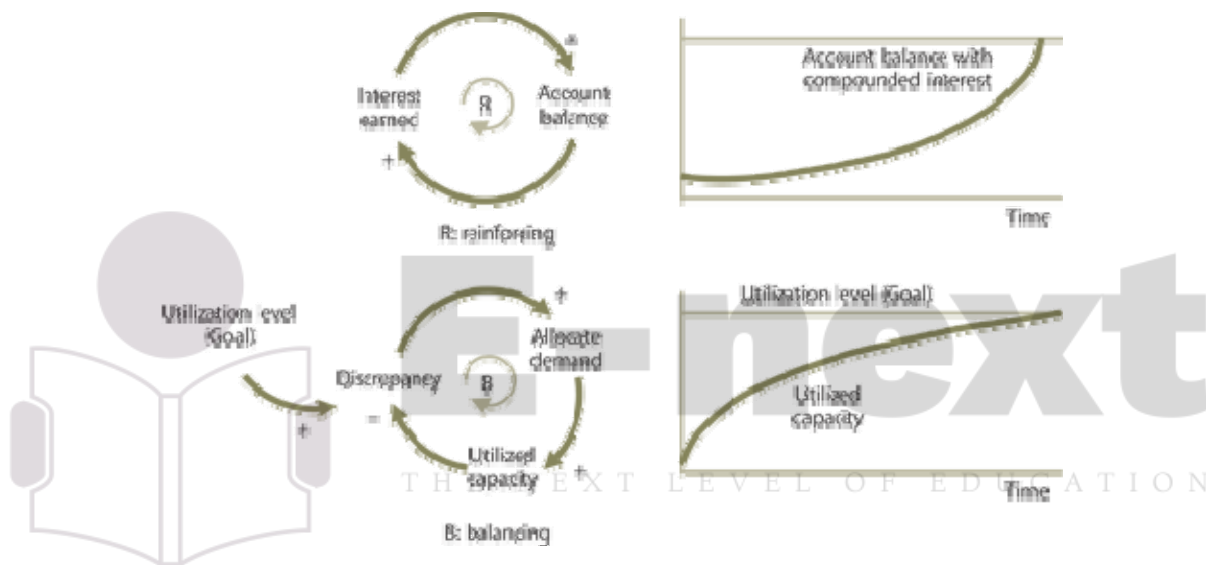 +
Interest
earned
R
Account
balance
+
R: reinforcing
Account balance with
compounded interest
Time
E-next
THE NEXT LEVEL OF EDUCATION
Utilization level
(Goal)
+
Discrepancy
–
B
+
Allocate
demand
Utilized
capacity
+
B: balancing
Utilization level (Goal)
Utilized
capacity
Time